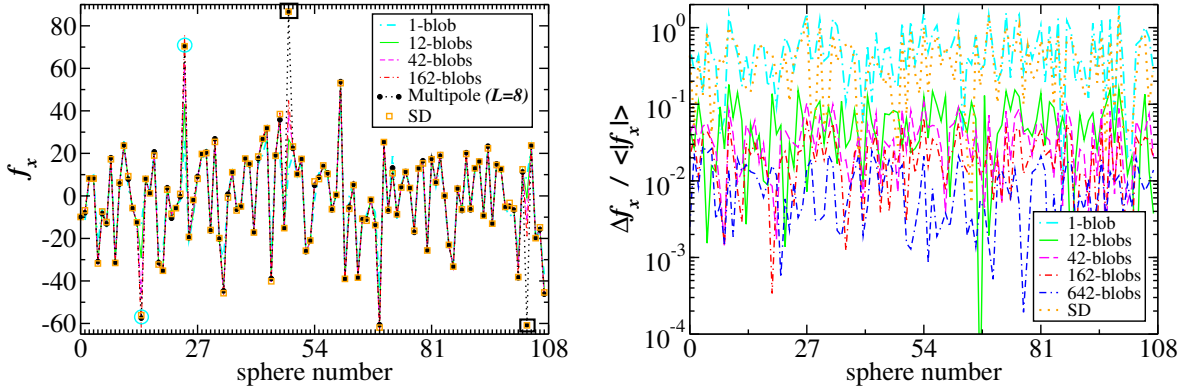 80
60
40
20
0
-20
-40
-60
f_x
0
27
54
81
108
sphere number
1-blob
12-blobs
42-blobs
162-blobs
Multipole (L=8)
SD
10^0
10^-1
10^-2
10^-3
10^-4
Δf_x / <|f_x|>
0
27
54
81
108
sphere number
1-blob
12-blobs
42-blobs
162-blobs
642-blobs
SD